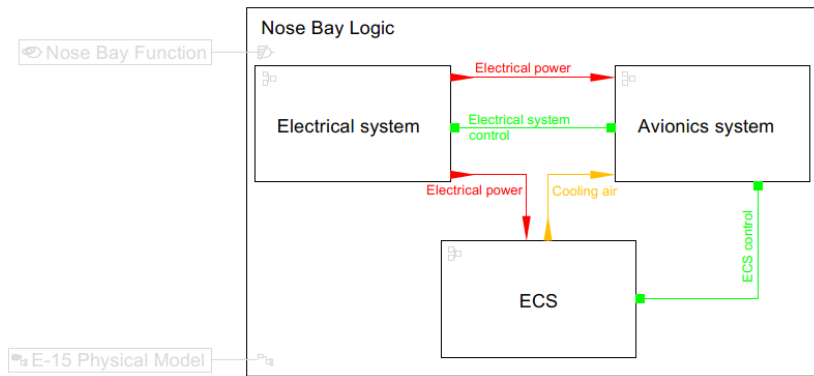 Nose Bay Logic
Nose Bay Function
Electrical power
Electrical system
Electrical system
control
Avionics system
Electrical power
Cooling air
ECS control
ECS
E-15 Physical Model